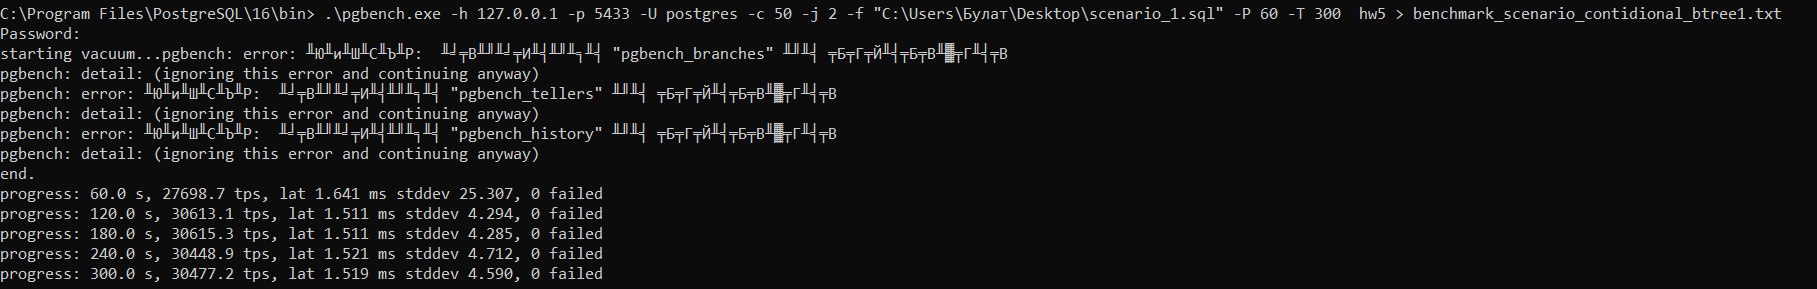 C:\Program Files\PostgreSQL\16\bin> .\pgbench.exe -h 127.0.0.1 -p 5433 -U postgres -c 50 -j 2 -f "C:\Users\Булат\Desktop\scenario_1.sql" -P 60 -T 300  hw5 > benchmark_scenario_contidional_btree1.txt
Password:
starting vacuum...pgbench: error: "pgbench_branches"
pgbench: detail: (ignoring this error and continuing anyway)
pgbench: error: "pgbench_tellers"
pgbench: detail: (ignoring this error and continuing anyway)
pgbench: error: "pgbench_history"
pgbench: detail: (ignoring this error and continuing anyway)
end.
progress: 60.0 s, 27698.7 tps, lat 1.641 ms stddev 25.307, 0 failed
progress: 120.0 s, 30613.1 tps, lat 1.511 ms stddev 4.294, 0 failed
progress: 180.0 s, 30615.3 tps, lat 1.511 ms stddev 4.285, 0 failed
progress: 240.0 s, 30448.9 tps, lat 1.521 ms stddev 4.712, 0 failed
progress: 300.0 s, 30477.2 tps, lat 1.519 ms stddev 4.590, 0 failed